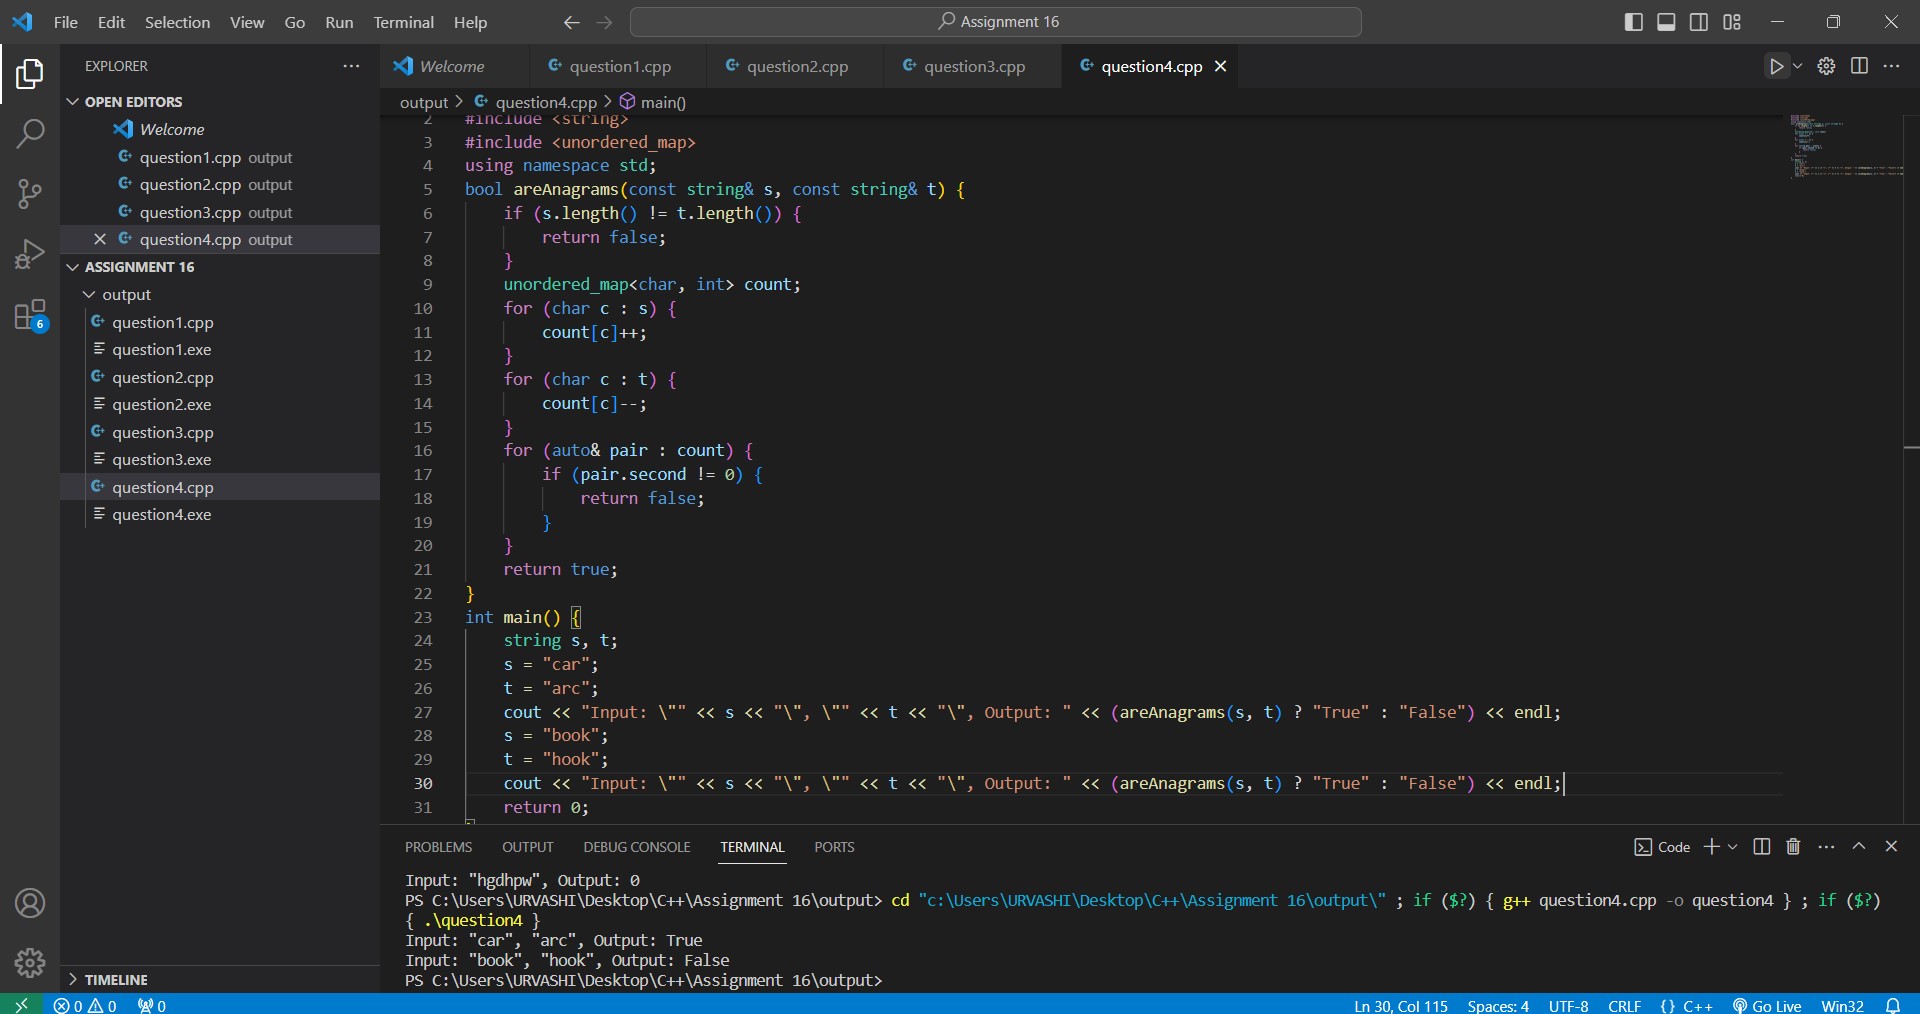 File Edit Selection View Go Run Terminal Help
Assignment 16
EXPLORER
OPEN EDITORS
Welcome
question1.cpp output
question2.cpp output
question3.cpp output
question4.cpp output
ASSIGNMENT 16
output
question1.cpp
question1.exe
question2.cpp
question2.exe
question3.cpp
question3.exe
question4.cpp
question4.exe
6
TIMELINE
Welcome question1.cpp question2.cpp question3.cpp question4.cpp
output > question4.cpp > main()
2 #include <string>
3 #include <unordered_map>
4 using namespace std;
5 bool areAnagrams(const string& s, const string& t) {
6     if (s.length() != t.length()) {
7         return false;
8     }
9     unordered_map<char, int> count;
10     for (char c : s) {
11         count[c]++;
12     }
13     for (char c : t) {
14         count[c]--;
15     }
16     for (auto& pair : count) {
17         if (pair.second != 0) {
18             return false;
19         }
20     }
21     return true;
22 }
23 int main() {
24     string s, t;
25     s = "car";
26     t = "arc";
27     cout << "Input: \"" << s << "\", \"" << t << "\", Output: " << (areAnagrams(s, t) ? "True" : "False") << endl;
28     s = "book";
29     t = "hook";
30     cout << "Input: \"" << s << "\", \"" << t << "\", Output: " << (areAnagrams(s, t) ? "True" : "False") << endl;
31     return 0;
PROBLEMS OUTPUT DEBUG CONSOLE TERMINAL PORTS
Code
Input: "hgdhpw", Output: 0
PS C:\Users\URVASHI\Desktop\C++\Assignment 16\output> cd "c:\Users\URVASHI\Desktop\C++\Assignment 16\output\" ; if ($?) { g++ question4.cpp -o question4 } ; if ($?)
{ .\question4 }
Input: "car", "arc", Output: True
Input: "book", "hook", Output: False
PS C:\Users\URVASHI\Desktop\C++\Assignment 16\output>
0 0 0
Ln 30, Col 115 Spaces: 4 UTF-8 CRLF {} C++ Go Live Win32